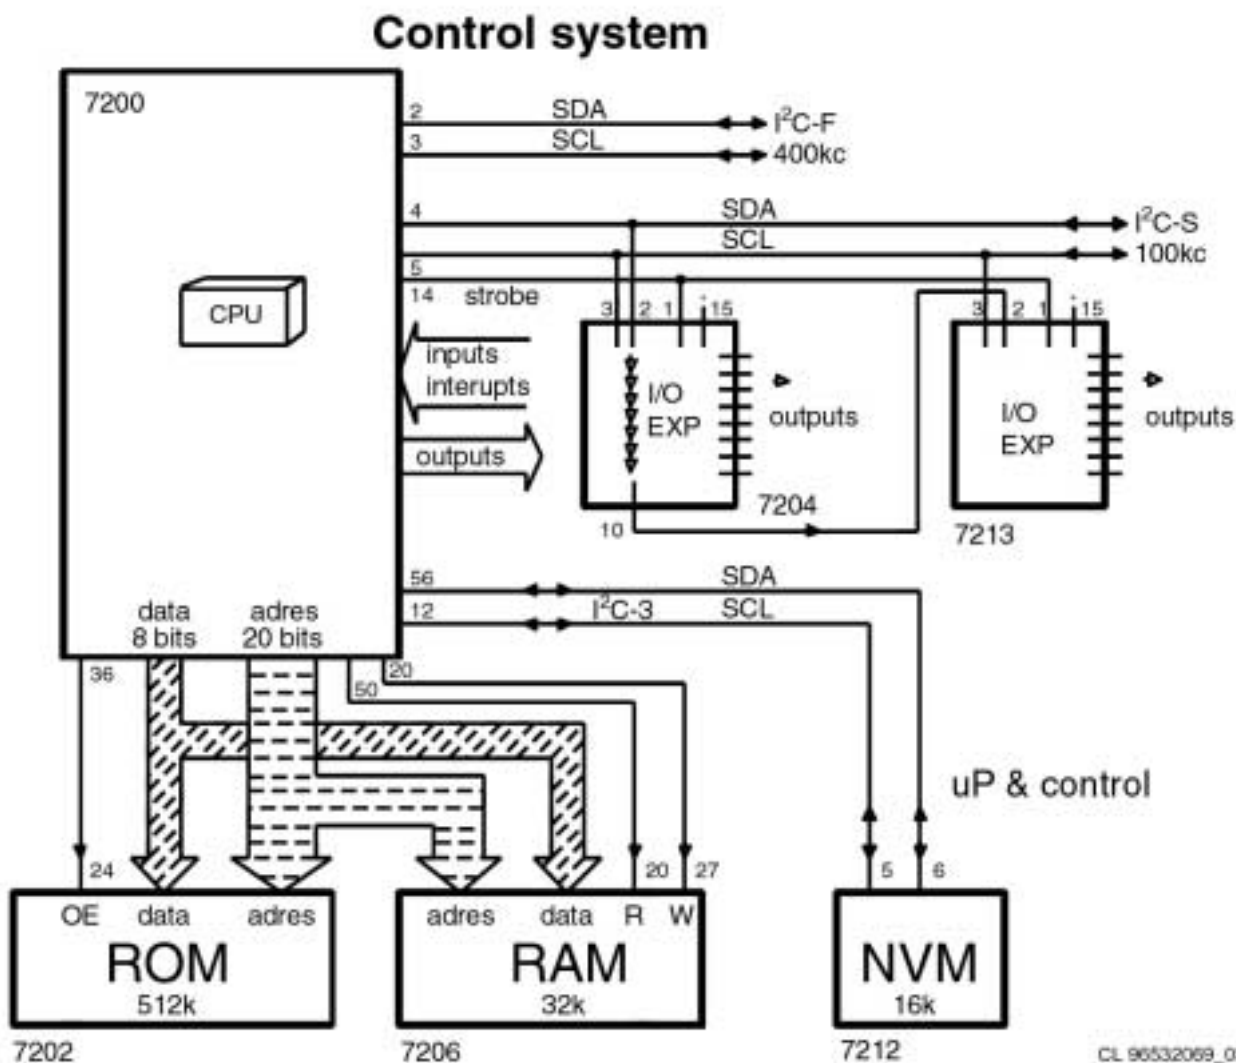 Control system
7200
2 SDA I²C-F
3 SCL 400kc
4 SDA I²C-S
SCL 100kc
5
14 strobe
3 2 1 15
3 2 1 15
CPU
inputs
interupts
outputs
I/O
EXP
outputs
I/O
EXP
outputs
7204
10
7213
56 SDA
12 I²C-3 SCL
data
8 bits
adres
20 bits
36
50
20
uP & control
24
20
27
5
6
OE data adres
ROM
512k
7202
adres data R W
RAM
32k
7206
NVM
16k
7212